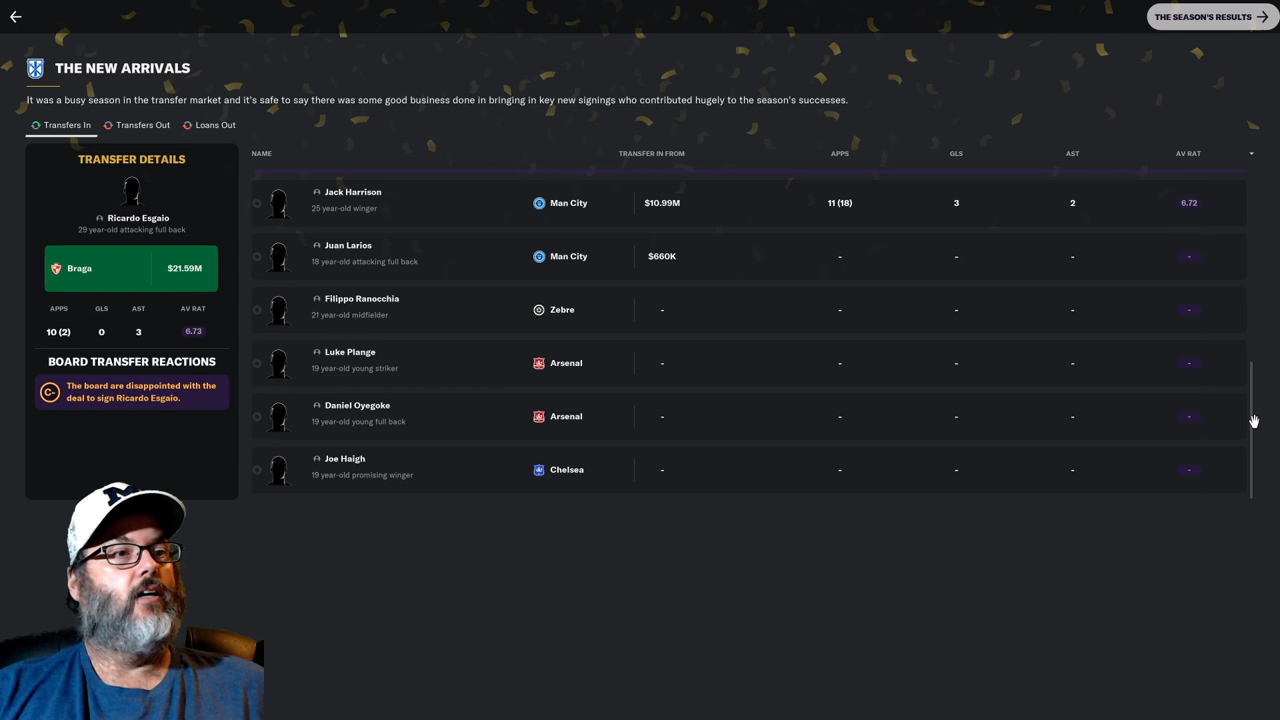 THE SEASON'S RESULTS
THE NEW ARRIVALS
It was a busy season in the transfer market and it's safe to say there was some good business done in bringing in key new signings who contributed hugely to the season's successes.
Transfers In Transfers Out Loans Out
TRANSFER DETAILS
Ricardo Esgaio
29 year-old attacking full back
Braga $21.59M
APPS GLS AST AV RAT
10 (2) 0 3 6.73
BOARD TRANSFER REACTIONS
C-
The board are disappointed with the
deal to sign Ricardo Esgaio.
NAME TRANSFER IN FROM APPS GLS AST AV RAT
Jack Harrison
25 year-old winger
Man City $10.99M 11 (18) 3 2 6.72
Juan Larios
18 year-old attacking full back
Man City $660K - - - -
Filippo Ranocchia
21 year-old midfielder
Zebre - - - - -
Luke Plange
19 year-old young striker
Arsenal - - - - -
Daniel Oyegoke
19 year-old young full back
Arsenal - - - - -
Joe Haigh
19 year-old promising winger
Chelsea - - - - -
M